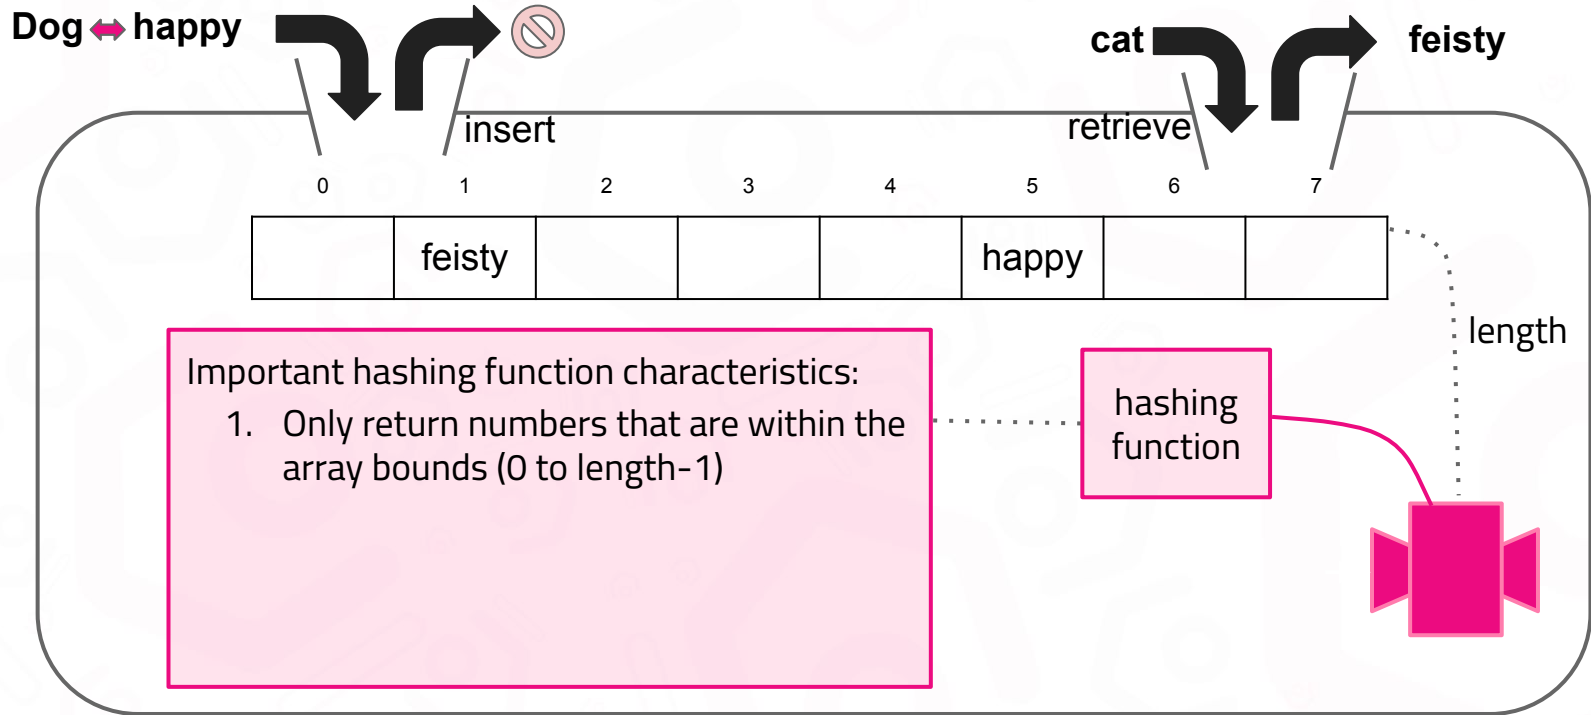 Dog happy
cat
feisty
insert
retrieve
0 1 2 3 4 5 6 7
feisty happy
length
Important hashing function characteristics:
1. Only return numbers that are within the
array bounds (0 to length-1)
hashing
function